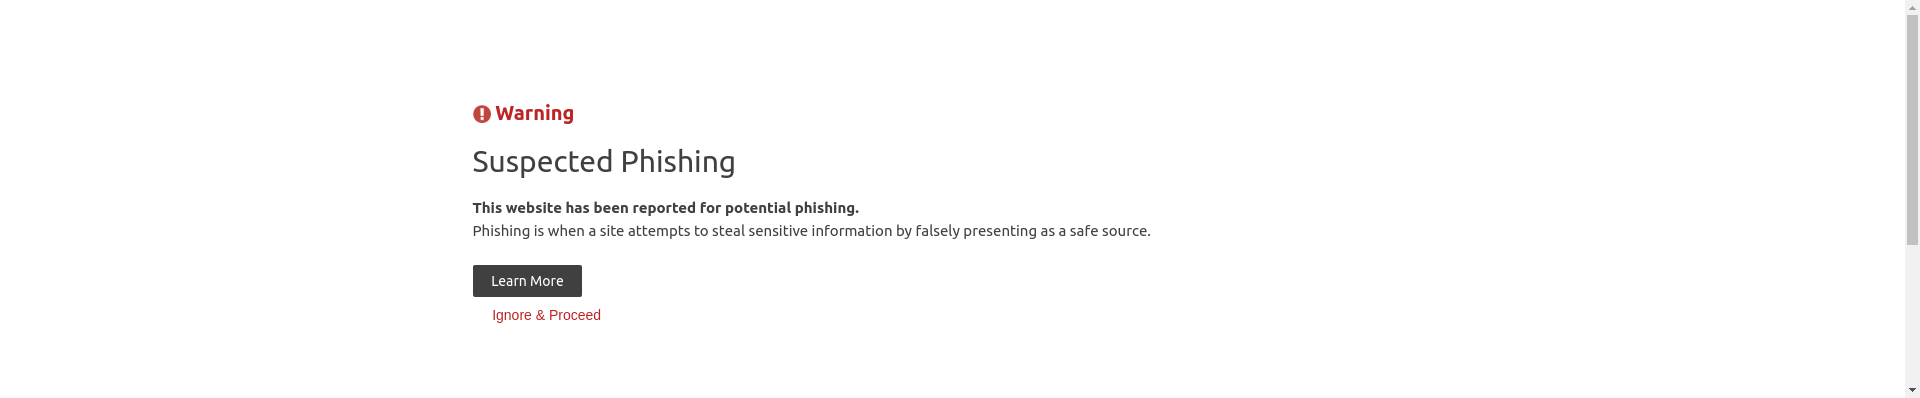 Warning
Suspected Phishing
This website has been reported for potential phishing.
Phishing is when a site attempts to steal sensitive information by falsely presenting as a safe source.
Learn More
Ignore & Proceed